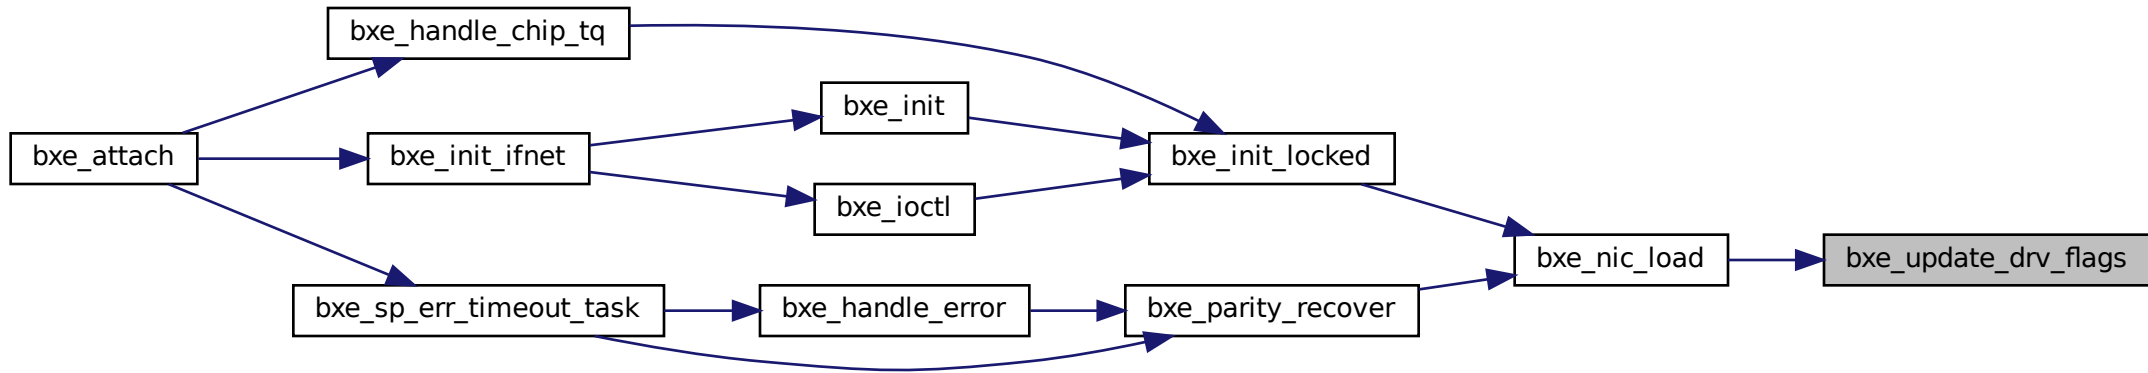 bxe_handle_chip_tq
bxe_init
bxe_attach
bxe_init_ifnet
bxe_init_locked
bxe_ioctl
bxe_nic_load
bxe_update_drv_flags
bxe_sp_err_timeout_task
bxe_handle_error
bxe_parity_recover